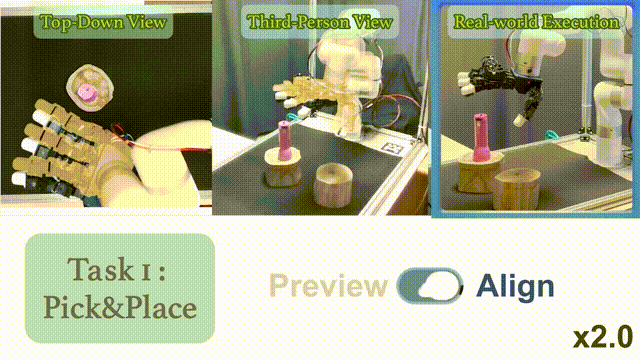 Top-Down View
Third-Person View
Real-world Execution
Task 1 :
Pick&Place
Preview
Align
x2.0